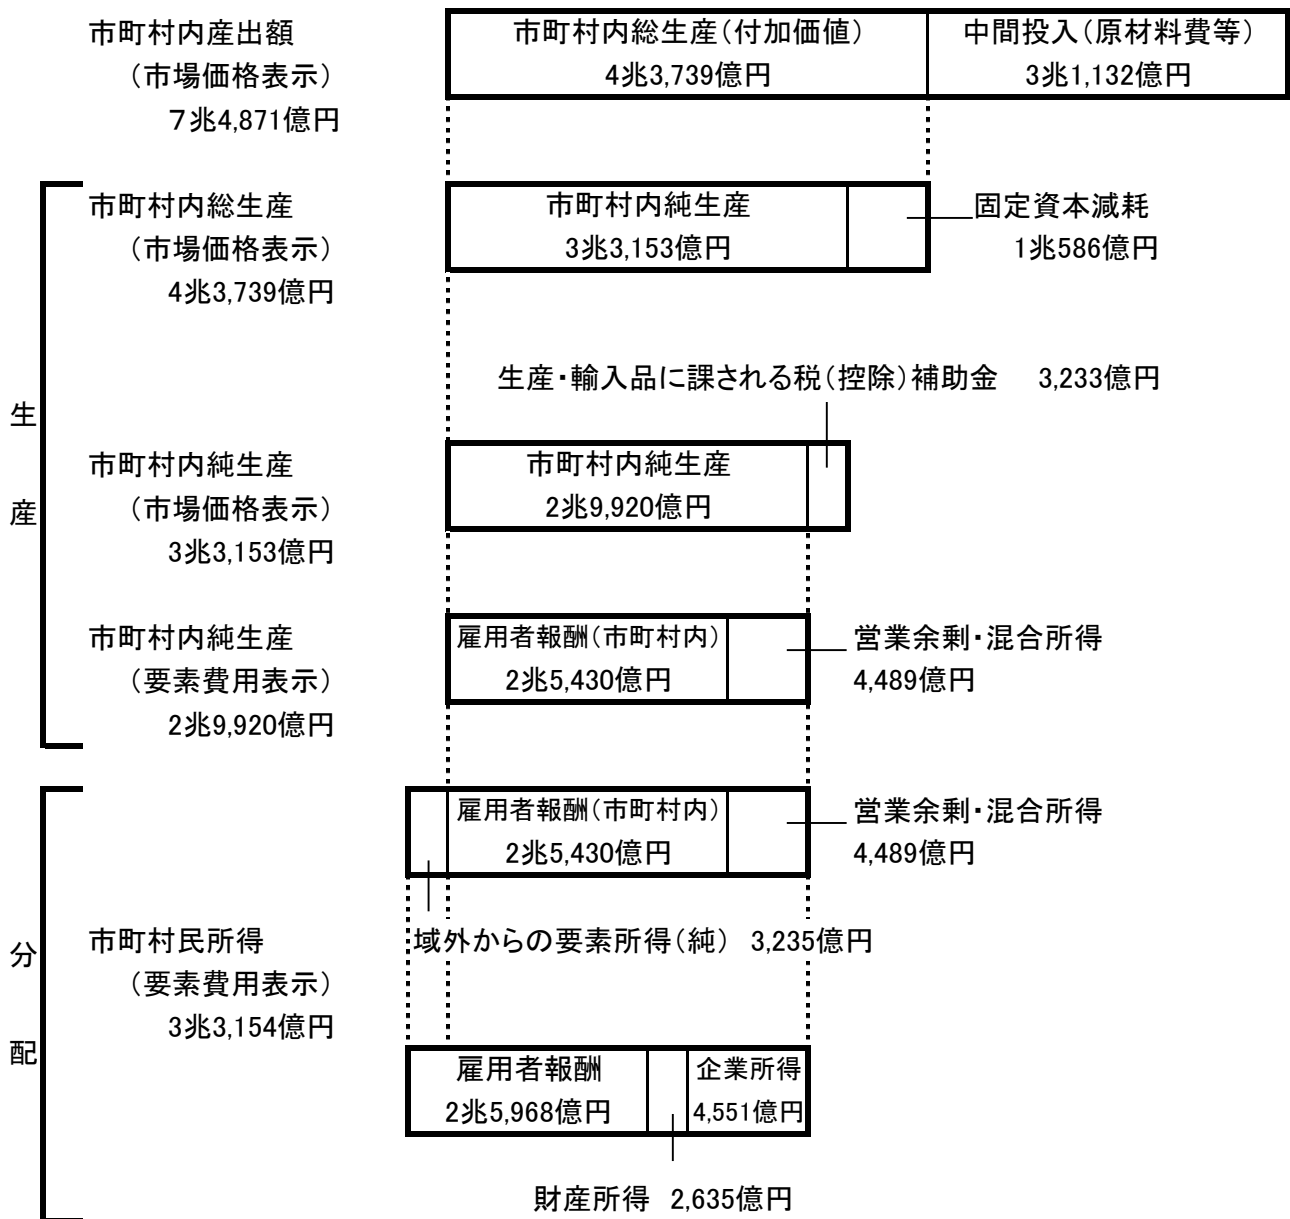 市町村内産出額
（市場価格表示）
７兆4,871億円
市町村内総生産（付加価値）
4兆3,739億円
中間投入（原材料費等）
3兆1,132億円
生産
市町村内総生産
（市場価格表示）
4兆3,739億円
市町村内純生産
3兆3,153億円
固定資本減耗
1兆586億円
生産・輸入品に課される税（控除）補助金 3,233億円
市町村内純生産
（市場価格表示）
3兆3,153億円
市町村内純生産
2兆9,920億円
市町村内純生産
（要素費用表示）
2兆9,920億円
雇用者報酬（市町村内）
2兆5,430億円
営業余剰・混合所得
4,489億円
分配
雇用者報酬（市町村内）
2兆5,430億円
営業余剰・混合所得
4,489億円
域外からの要素所得（純） 3,235億円
市町村民所得
（要素費用表示）
3兆3,154億円
雇用者報酬
2兆5,968億円
企業所得
4,551億円
財産所得 2,635億円